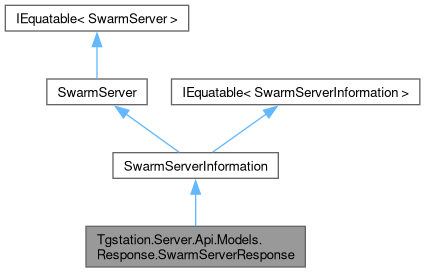 IEquatable< SwarmServer >
SwarmServer
IEquatable< SwarmServerInformation >
SwarmServerInformation
Tgstation.Server.Api.Models.
Response.SwarmServerResponse